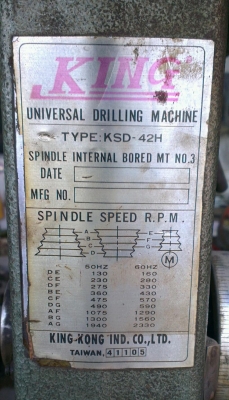 KING
UNIVERSAL DRILLING MACHINE
TYPE:KSD-42H
SPINDLE INTERNAL BORED MT NO.3
DATE
MFG NO.
SPINDLE SPEED R.P.M.
A E
B F
C G
D
M
50HZ 60HZ
DE 130 160
CE 230 280
DF 275 330
BE 360 430
CF 475 570
DG 490 590
AF 1075 1290
BG 1300 1560
AG 1940 2330
KING KONG IND. CO.,LTD.
TAIWAN. 41105